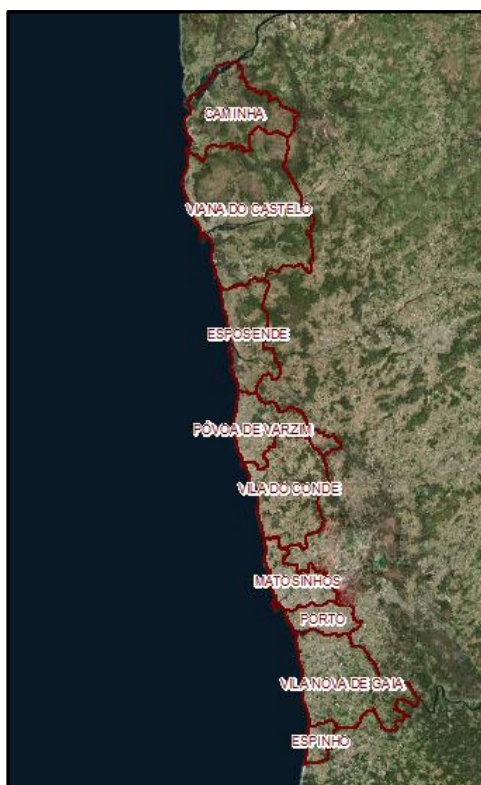 CAMINHA
VIANA DO CASTELO
ESPOSENDE
PÓVOA DE VARZIM
VILA DO CONDE
MATOSINHOS
PORTO
VILA NOVA DE GAIA
ESPINHO